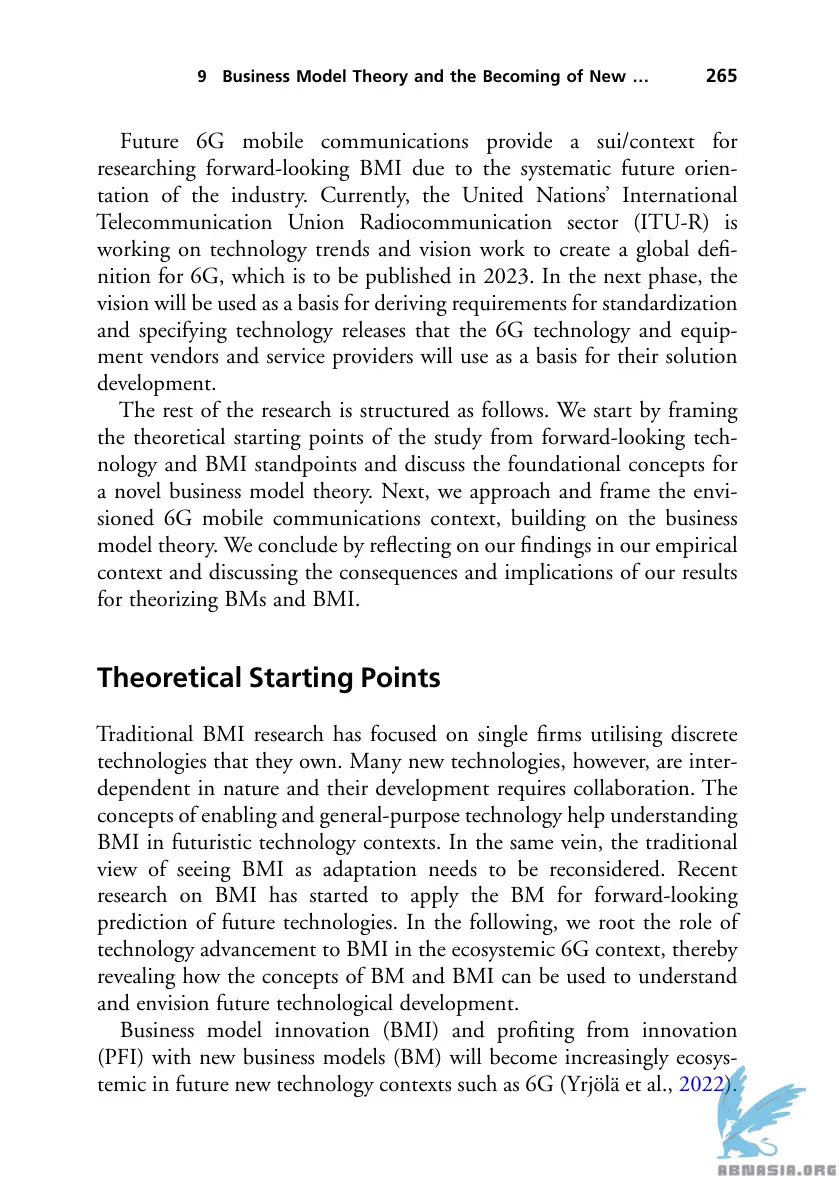 9 Business Model Theory and the Becoming of New … 265
Future 6G mobile communications provide a sui/context for
researching forward-looking BMI due to the systematic future orien-
tation of the industry. Currently, the United Nations’ International
Telecommunication Union Radiocommunication sector (ITU-R) is
working on technology trends and vision work to create a global defi-
nition for 6G, which is to be published in 2023. In the next phase, the
vision will be used as a basis for deriving requirements for standardization
and specifying technology releases that the 6G technology and equip-
ment vendors and service providers will use as a basis for their solution
development.
The rest of the research is structured as follows. We start by framing
the theoretical starting points of the study from forward-looking tech-
nology and BMI standpoints and discuss the foundational concepts for
a novel business model theory. Next, we approach and frame the envi-
sioned 6G mobile communications context, building on the business
model theory. We conclude by reflecting on our findings in our empirical
context and discussing the consequences and implications of our results
for theorizing BMs and BMI.
Theoretical Starting Points
Traditional BMI research has focused on single firms utilising discrete
technologies that they own. Many new technologies, however, are inter-
dependent in nature and their development requires collaboration. The
concepts of enabling and general-purpose technology help understanding
BMI in futuristic technology contexts. In the same vein, the traditional
view of seeing BMI as adaptation needs to be reconsidered. Recent
research on BMI has started to apply the BM for forward-looking
prediction of future technologies. In the following, we root the role of
technology advancement to BMI in the ecosystemic 6G context, thereby
revealing how the concepts of BM and BMI can be used to understand
and envision future technological development.
Business model innovation (BMI) and profiting from innovation
(PFI) with new business models (BM) will become increasingly ecosys-
temic in future new technology contexts such as 6G (Yrjölä et al., 2022).
ABNASIA.ORG